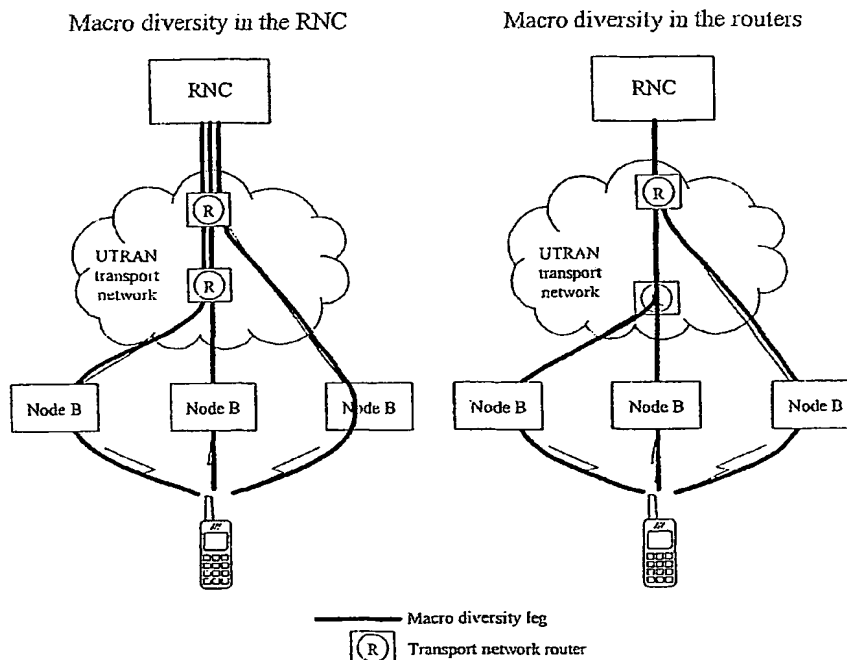 Macro diversity in the RNC
RNC
R
UTRAN
transport
network
R
Node B
Node B
Node B
Macro diversity in the routers
RNC
R
UTRAN
transport
network
Node B
Node B
Node B
Macro diversity leg
R
Transport network router